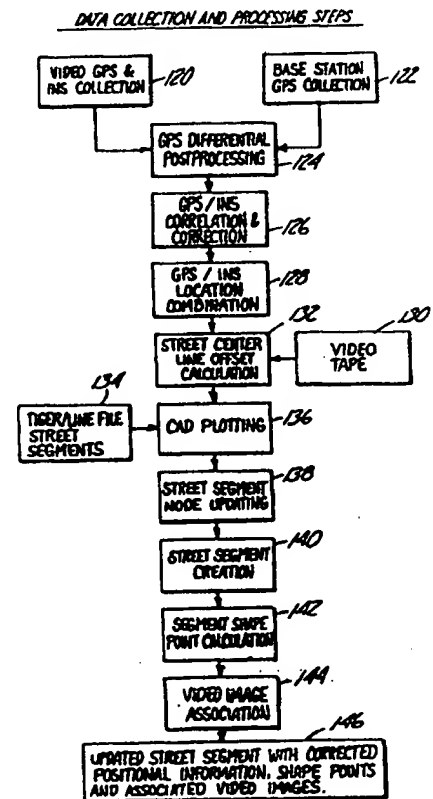 DATA COLLECTION AND PROCESSING STEPS
VIDEO GPS &
INS COLLECTION
120
BASE STATION
GPS COLLECTION
122
GPS DIFFERENTIAL
POSTPROCESSING
124
GPS / INS
CORRELATION &
CORRECTION
126
GPS / INS
LOCATION
COMBINATION
128
STREET CENTER
LINE OFFSET
CALCULATION
132
VIDEO
TAPE
130
TIGER/LINE FILE
STREET
SEGMENTS
134
CAD PLOTTING
136
STREET SEGMENT
NODE UPDATING
138
STREET SEGMENT
CREATION
140
SEGMENT SHAPE
POINT CALCULATION
142
VIDEO IMAGE
ASSOCIATION
144
UPDATED STREET SEGMENT WITH CORRECTED
POSITIONAL INFORMATION, SHAPE POINTS
AND ASSOCIATED VIDEO IMAGES.
146